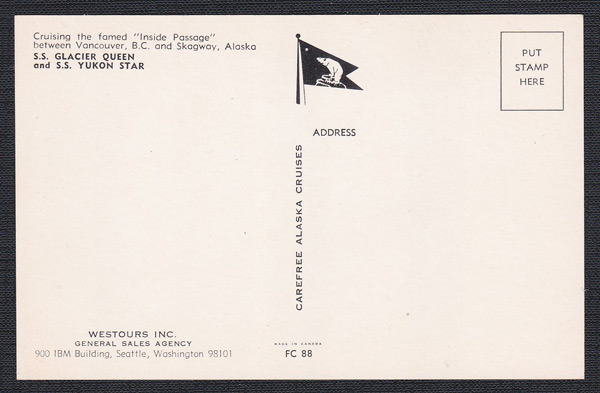 Cruising the famed "Inside Passage"
between Vancouver, B.C. and Skagway, Alaska
S.S. GLACIER QUEEN
and S.S. YUKON STAR
PUT
STAMP
HERE
ADDRESS
CAREFREE ALASKA CRUISES
WESTOURS INC.
GENERAL SALES AGENCY
900 IBM Building, Seattle, Washington 98101
MADE IN CANADA
FC 88